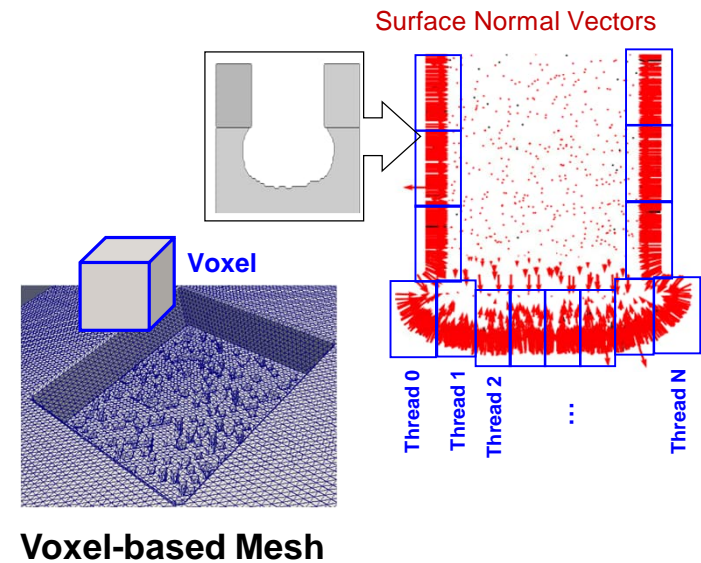 Surface Normal Vectors
Voxel
Thread 0
Thread 1
Thread 2
...
Thread N
Voxel-based Mesh